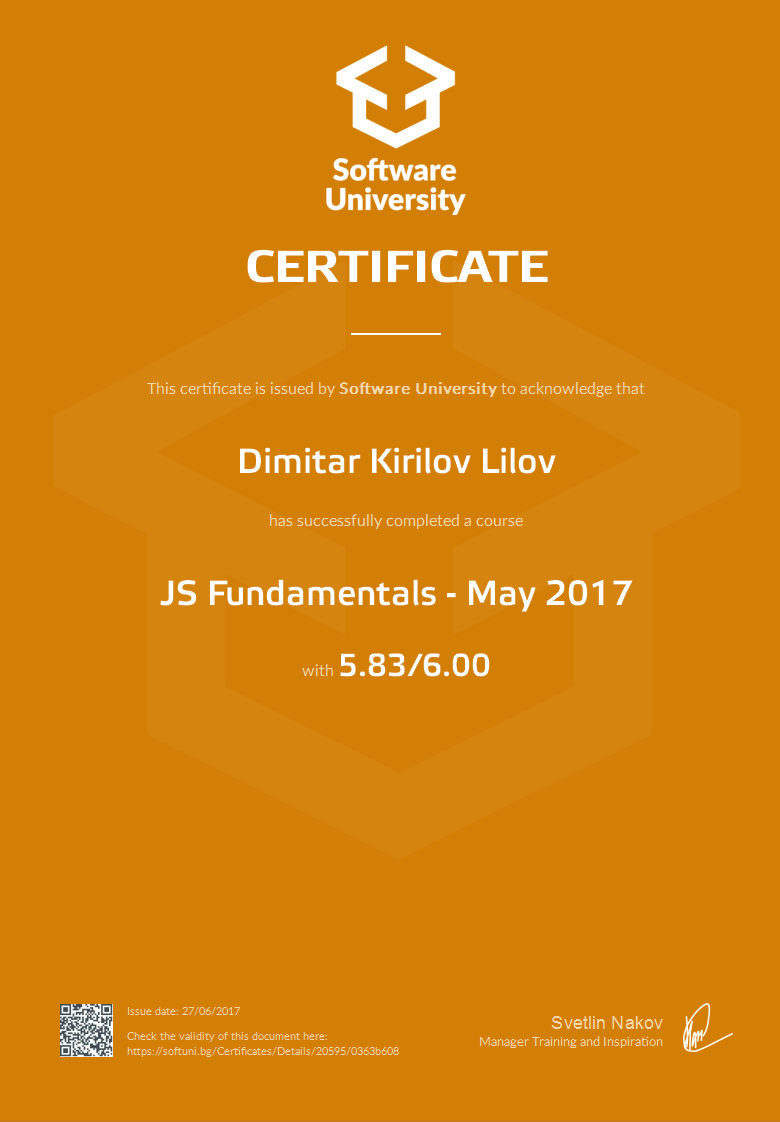 Software
University
CERTIFICATE
This certificate is issued by Software University to acknowledge that
Dimitar Kirilov Lilov
has successfully completed a course
JS Fundamentals - May 2017
with 5.83/6.00
Issue date: 27/06/2017
Check the validity of this document here:
https://softuni.bg/Certificates/Details/20595/0363b608
Svetlin Nakov
Manager Training and Inspiration